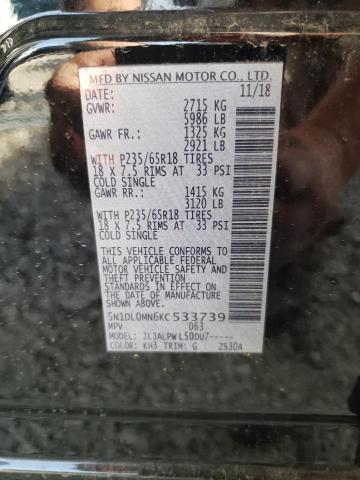 MFD BY NISSAN MOTOR CO., LTD.
DATE: 11/18
GVWR: 2715 KG
5986 LB
GAWR FR.: 1325 KG
2921 LB
WITH P235/65R18 TIRES
18 X 7.5 RIMS AT 33 PSI
COLD SINGLE
GAWR RR.: 1415 KG
3120 LB
WITH P235/65R18 TIRES
18 X 7.5 RIMS AT 33 PSI
COLD SINGLE
THIS VEHICLE CONFORMS TO
ALL APPLICABLE FEDERAL
MOTOR VEHICLE SAFETY AND
THEFT PREVENTION STANDARDS
IN EFFECT ON THE DATE OF
MANUFACTURE SHOWN ABOVE.
5N1DL0MN6KC533739
MPV 063
MODEL: JLJALPWL50DU7-----
COLOR: KH3 TRIM: G 2530A